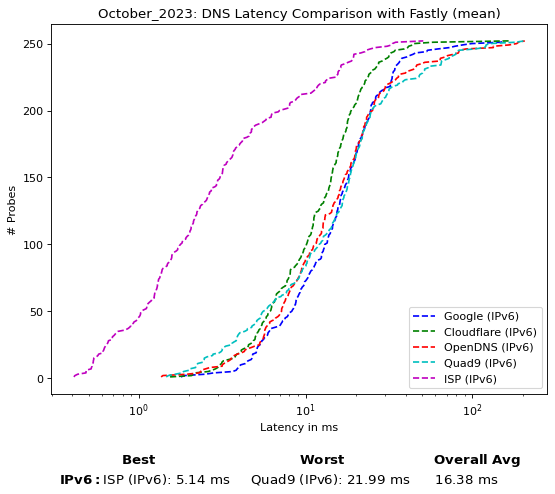 October_2023: DNS Latency Comparison with Fastly (mean)
250
200
150
100
50
0
# Probes
10⁰ 10¹ 10²
Latency in ms
Google (IPv6)
Cloudflare (IPv6)
OpenDNS (IPv6)
Quad9 (IPv6)
ISP (IPv6)
Best Worst Overall Avg
IPv6: ISP (IPv6): 5.14 ms Quad9 (IPv6): 21.99 ms 16.38 ms